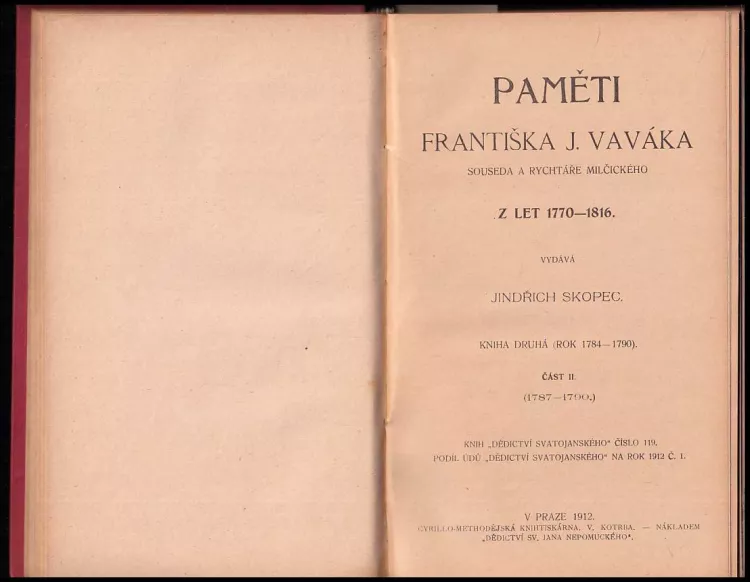 PAMĚTI
FRANTIŠKA J. VAVÁKA
SOUSEDA A RYCHTÁŘE MILČICKÉHO
Z LET 1770—1816.
VYDÁVÁ
JINDŘICH SKOPEC.
KNIHA DRUHÁ (ROK 1784—1790).
ČÁST II.
(1787—1790.)
KNIH „DĚDICTVÍ SVATOJANSKÉHO“ ČÍSLO 119.
PODÍL ÚDŮ „DĚDICTVÍ SVATOJANSKÉHO“ NA ROK 1912 Č. 1.
V PRAZE 1912.
CYRILLO-METHODĚJSKÁ KNIHTISKÁRNA. V. KOTRBA. — NÁKLADEM
„DĚDICTVÍ SV. JANA NEPOMUCKÉHO“.